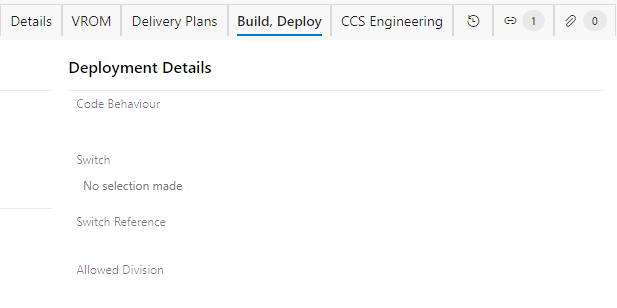 Details VROM Delivery Plans Build, Deploy CCS Engineering 1 0
Deployment Details
Code Behaviour
Switch
No selection made
Switch Reference
Allowed Division